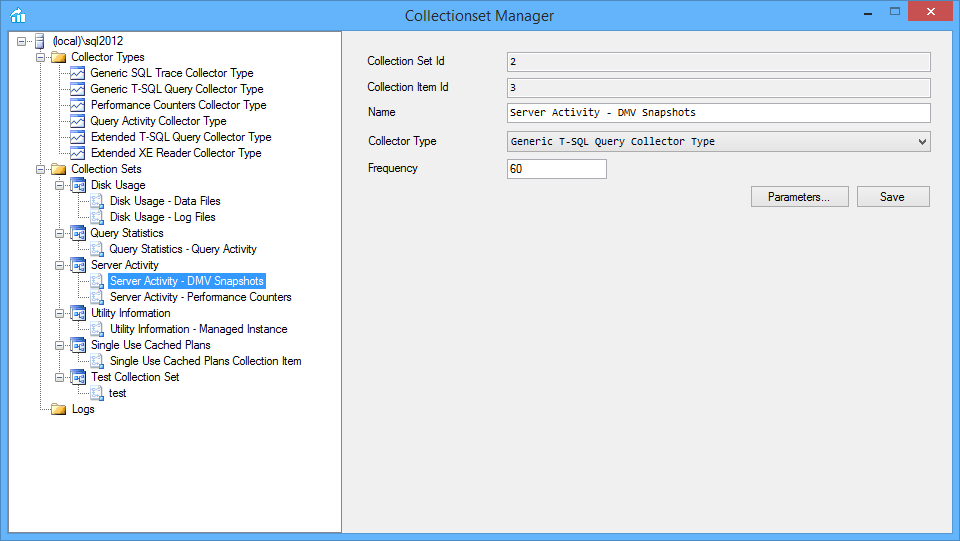 Collectionset Manager
(local)\sql2012
Collector Types
Generic SQL Trace Collector Type
Generic T-SQL Query Collector Type
Performance Counters Collector Type
Query Activity Collector Type
Extended T-SQL Query Collector Type
Extended XE Reader Collector Type
Collection Sets
Disk Usage
Disk Usage - Data Files
Disk Usage - Log Files
Query Statistics
Query Statistics - Query Activity
Server Activity
Server Activity - DMV Snapshots
Server Activity - Performance Counters
Utility Information
Utility Information - Managed Instance
Single Use Cached Plans
Single Use Cached Plans Collection Item
Test Collection Set
test
Logs
Collection Set Id 2
Collection Item Id 3
Name Server Activity - DMV Snapshots
Collector Type Generic T-SQL Query Collector Type
Frequency 60
Parameters... Save